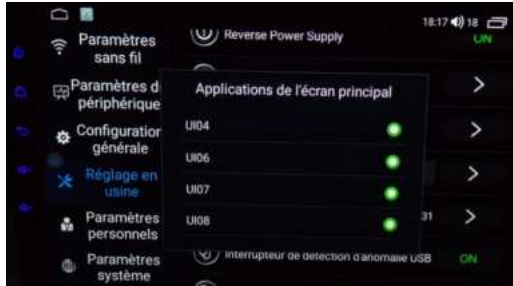 18:17 18
Paramètres
sans fil
Reverse Power Supply
ON
Paramètres d
périphérique
Applications de l'écran principal
Configuration
générale
UI04
UI06
Réglage en
usine
UI07
Paramètres
personnels
UI08
31
Paramètres
système
Interrupteur de détection d'anomalie USB
ON